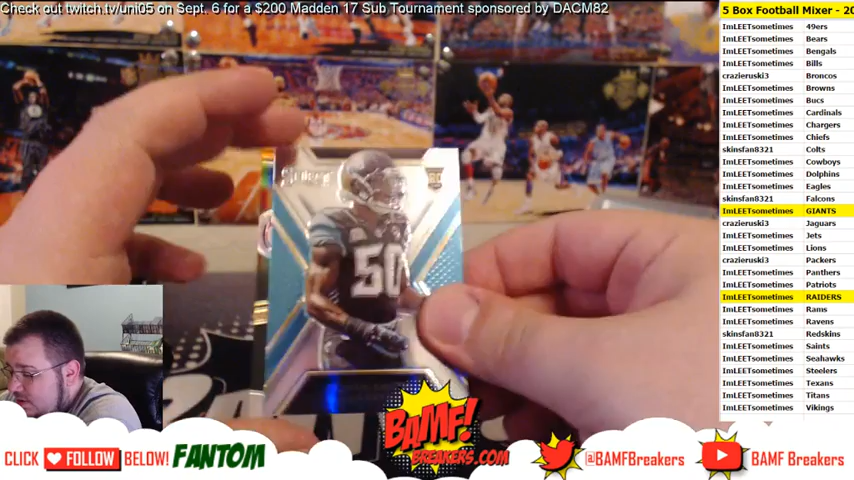 Check out twitch.tv/uni05 on Sept. 6 for a $200 Madden 17 Sub Tournament sponsored by DACM82
5 Box Football Mixer - 20
ImLEETsometimes 49ers
ImLEETsometimes Bears
ImLEETsometimes Bengals
ImLEETsometimes Bills
crazieruski3 Broncos
ImLEETsometimes Browns
ImLEETsometimes Bucs
ImLEETsometimes Cardinals
ImLEETsometimes Chargers
ImLEETsometimes Chiefs
skinsfan8321 Colts
ImLEETsometimes Cowboys
ImLEETsometimes Dolphins
ImLEETsometimes Eagles
skinsfan8321 Falcons
ImLEETsometimes GIANTS
crazieruski3 Jaguars
ImLEETsometimes Jets
ImLEETsometimes Lions
crazieruski3 Packers
ImLEETsometimes Panthers
ImLEETsometimes Patriots
ImLEETsometimes RAIDERS
ImLEETsometimes Rams
ImLEETsometimes Ravens
skinsfan8321 Redskins
ImLEETsometimes Saints
ImLEETsometimes Seahawks
ImLEETsometimes Steelers
ImLEETsometimes Texans
ImLEETsometimes Titans
ImLEETsometimes Vikings
50
BAMF!
BREAKERS.COM
CLICK FOLLOW BELOW! FANTOM
@BAMFBreakers
BAMF Breakers